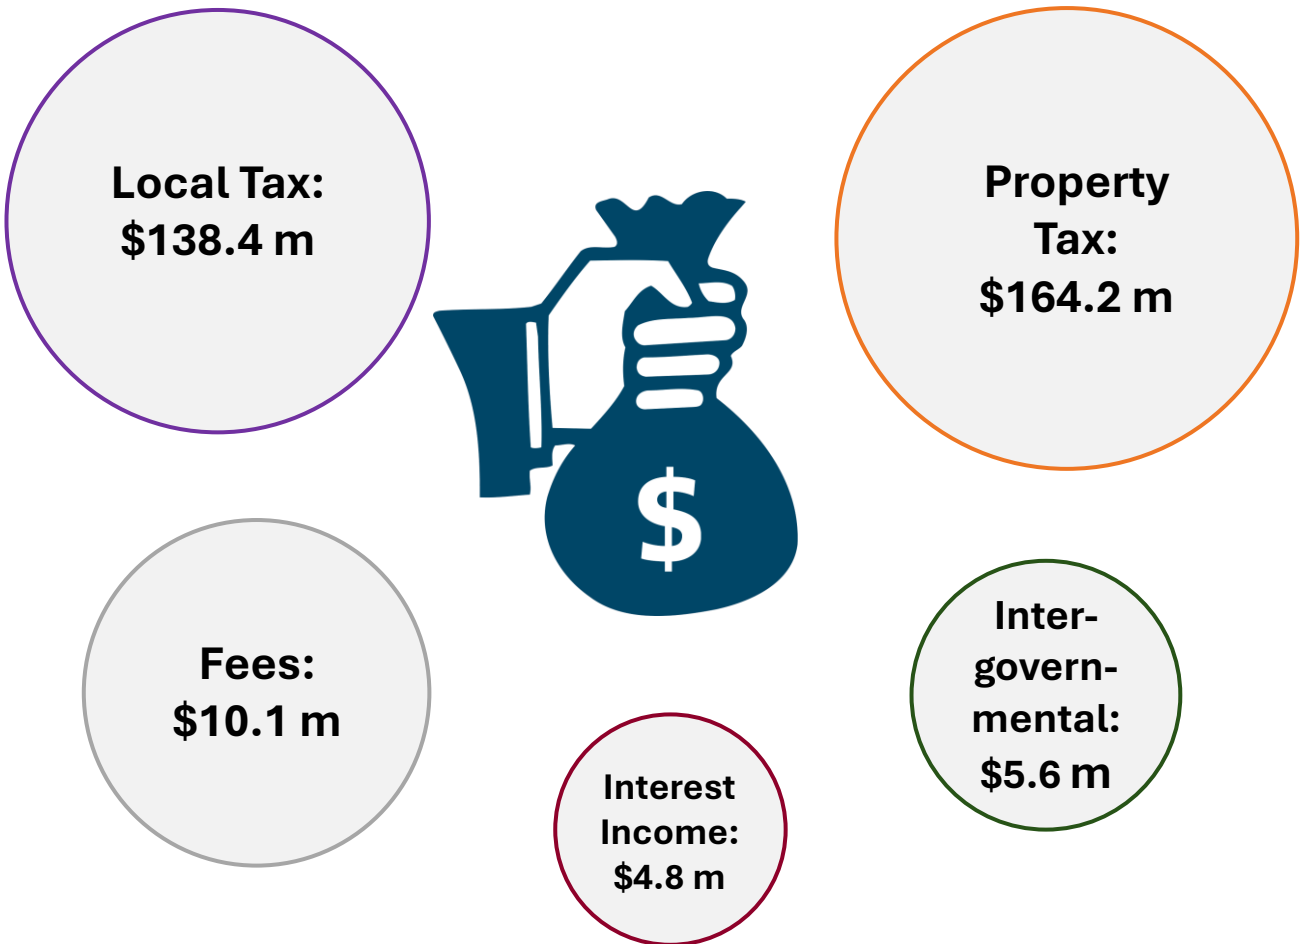 Local Tax:
$138.4 m
Property
Tax:
$164.2 m
$
Fees:
$10.1 m
Inter-
govern-
mental:
$5.6 m
Interest
Income:
$4.8 m